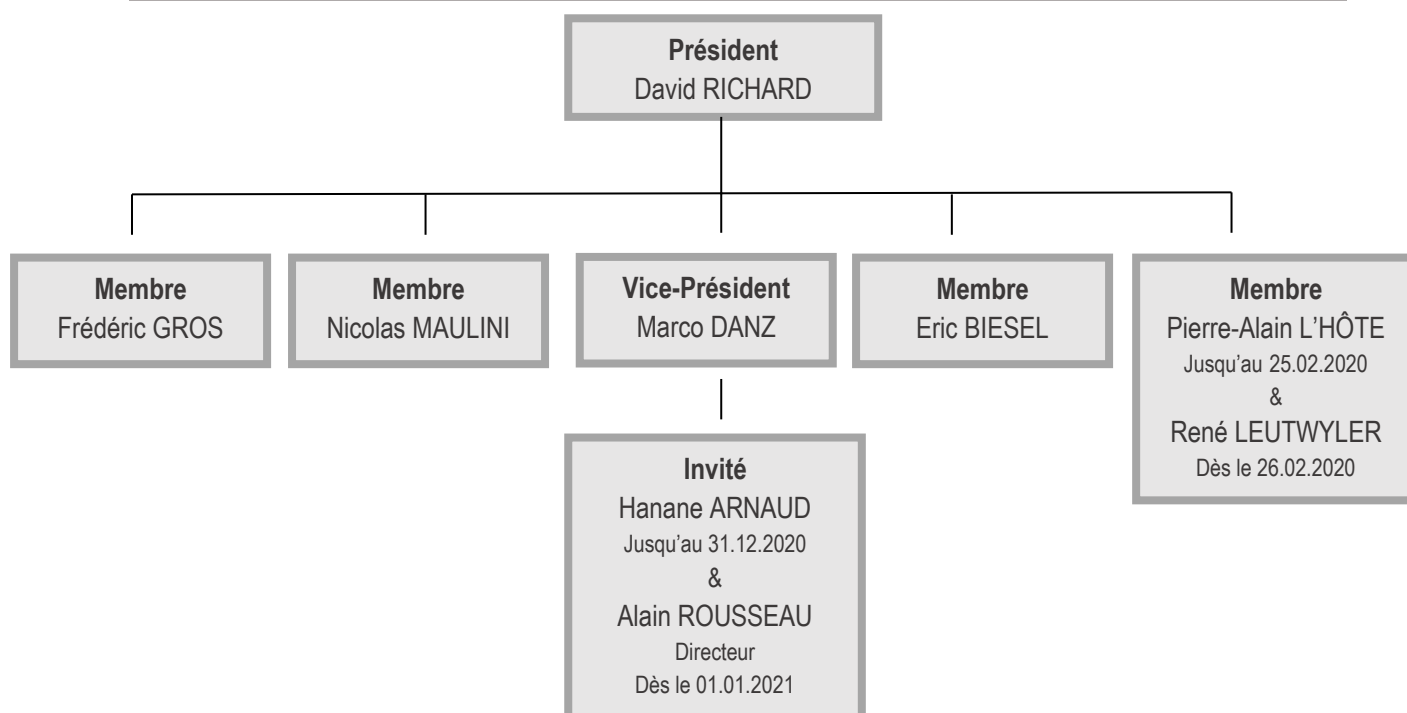 Président
David RICHARD
Membre
Frédéric GROS
Membre
Nicolas MAULINI
Vice-Président
Marco DANZ
Membre
Eric BIESEL
Membre
Pierre-Alain L’HÔTE
Jusqu’au 25.02.2020
&
René LEUTWYLER
Dès le 26.02.2020
Invité
Hanane ARNAUD
Jusqu’au 31.12.2020
&
Alain ROUSSEAU
Directeur
Dès le 01.01.2021